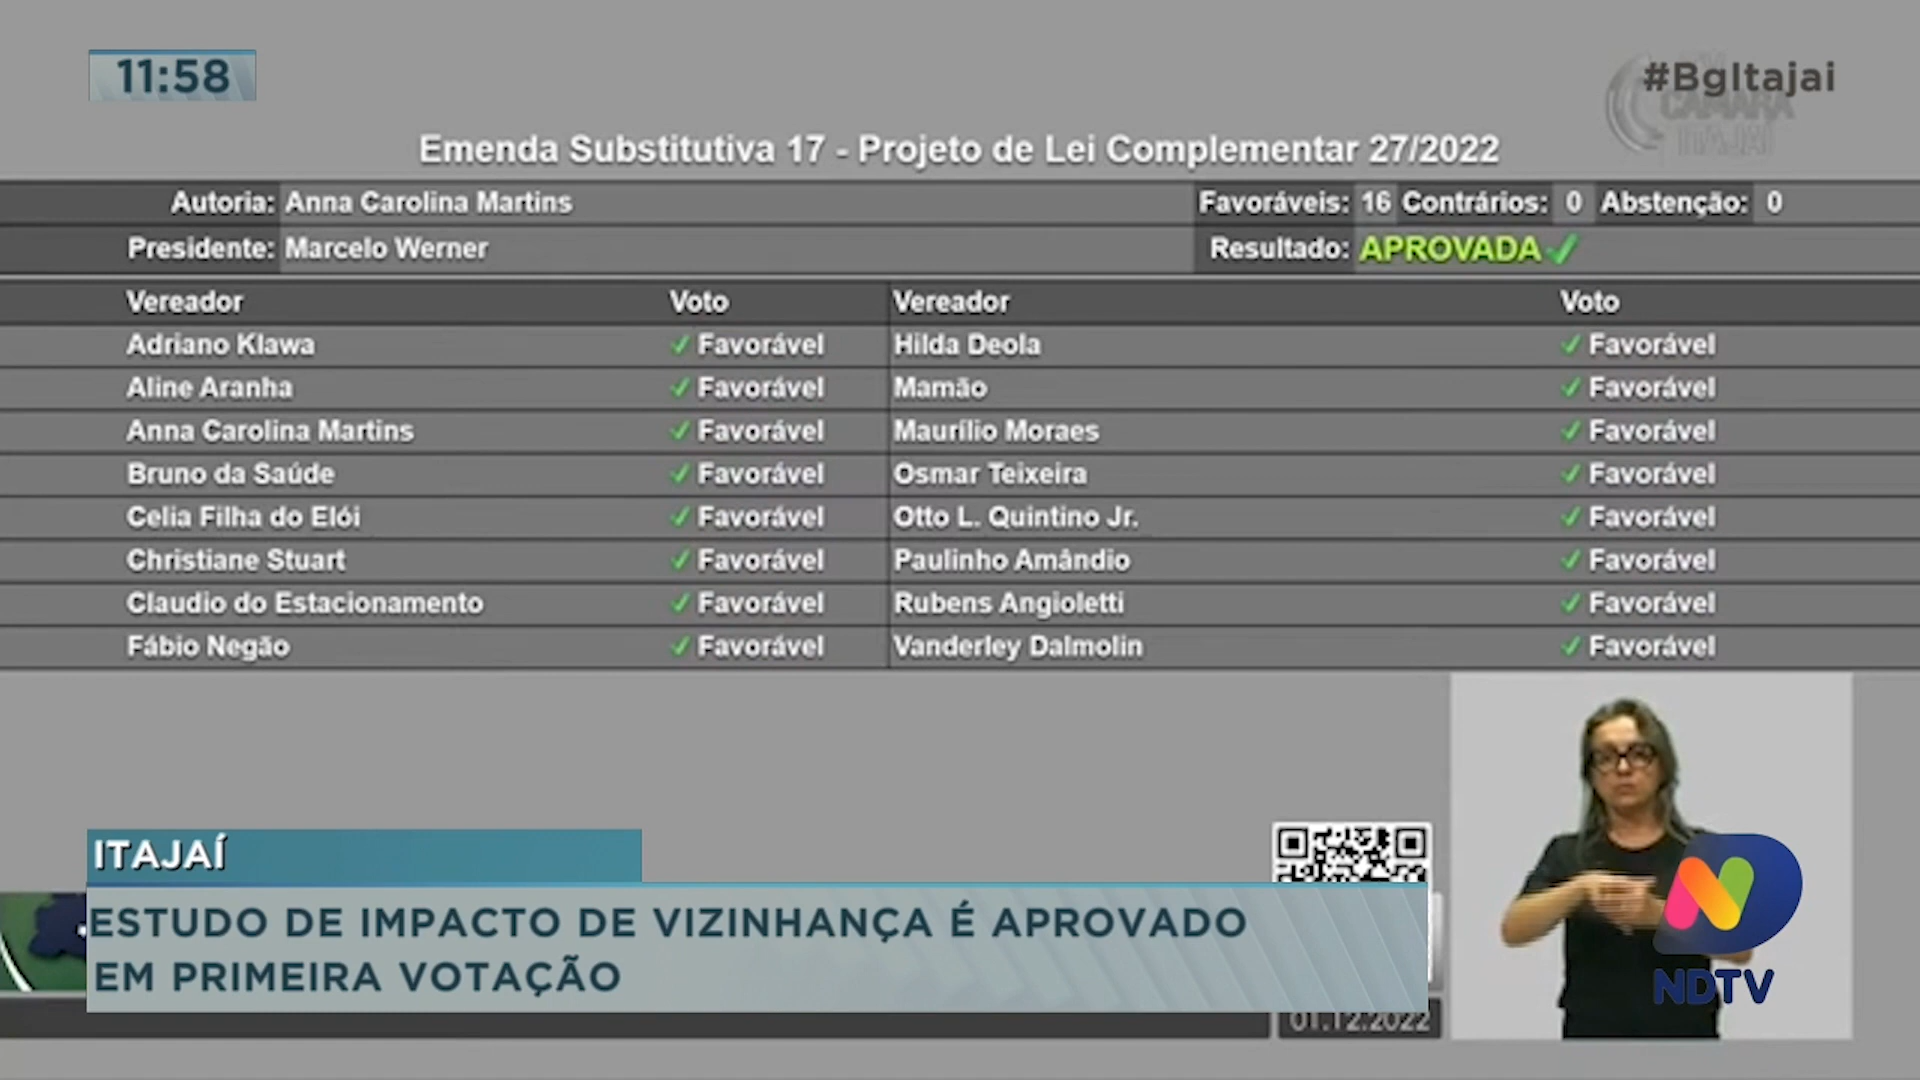 11:58
#BgItajai
CÂMARA
ITAJAÍ
Emenda Substitutiva 17 - Projeto de Lei Complementar 27/2022
Autoria: Anna Carolina Martins Favoráveis: 16 Contrários: 0 Abstenção: 0
Presidente: Marcelo Werner Resultado: APROVADA
Vereador Voto Vereador Voto
Adriano Klawa Favorável Hilda Deola Favorável
Aline Aranha Favorável Mamão Favorável
Anna Carolina Martins Favorável Maurílio Moraes Favorável
Bruno da Saúde Favorável Osmar Teixeira Favorável
Celia Filha do Elói Favorável Otto L. Quintino Jr. Favorável
Christiane Stuart Favorável Paulinho Amândio Favorável
Claudio do Estacionamento Favorável Rubens Angioletti Favorável
Fábio Negão Favorável Vanderley Dalmolin Favorável
ITAJAÍ
ESTUDO DE IMPACTO DE VIZINHANÇA É APROVADO
EM PRIMEIRA VOTAÇÃO
01.12.2022
NDTV